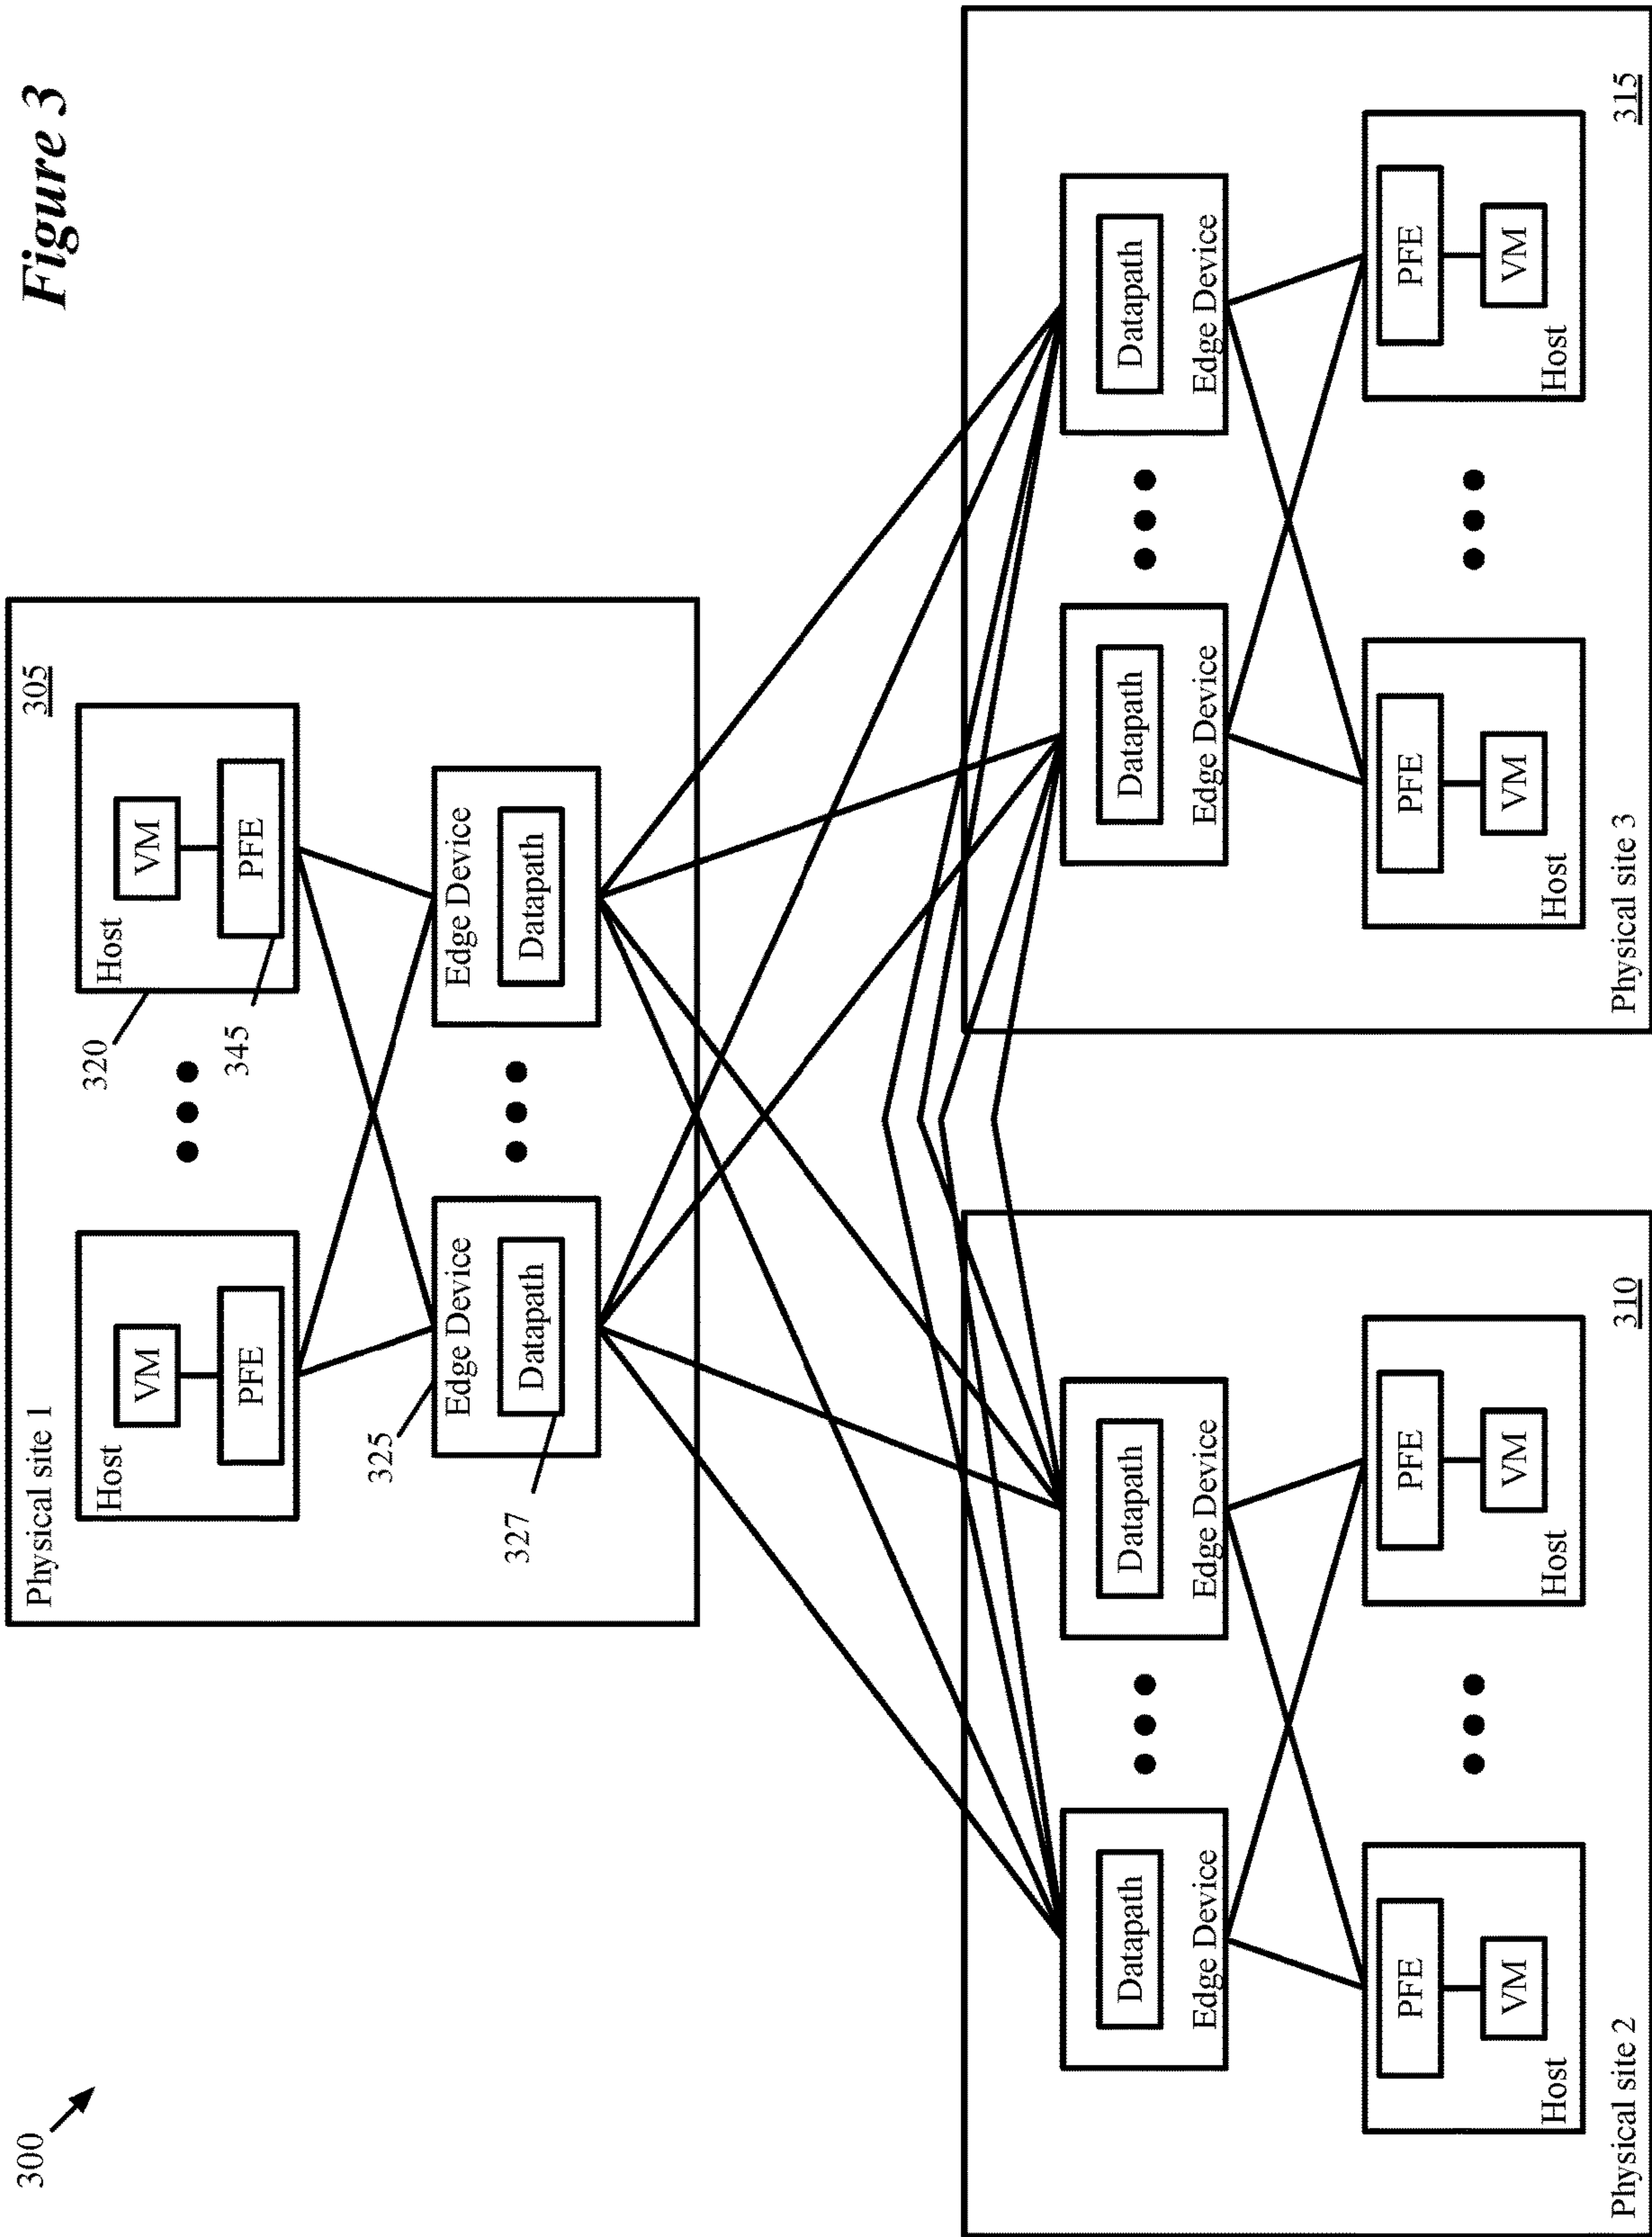 Figure 3
300
Physical site 1
305
Host
VM
PFE
Host
VM
PFE
320
345
Edge Device
Datapath
325
327
Edge Device
Datapath
Datapath
Edge Device
Datapath
Edge Device
PFE
VM
Host
PFE
VM
Host
Physical site 2
310
Datapath
Edge Device
Datapath
Edge Device
PFE
VM
Host
PFE
VM
Host
Physical site 3
315